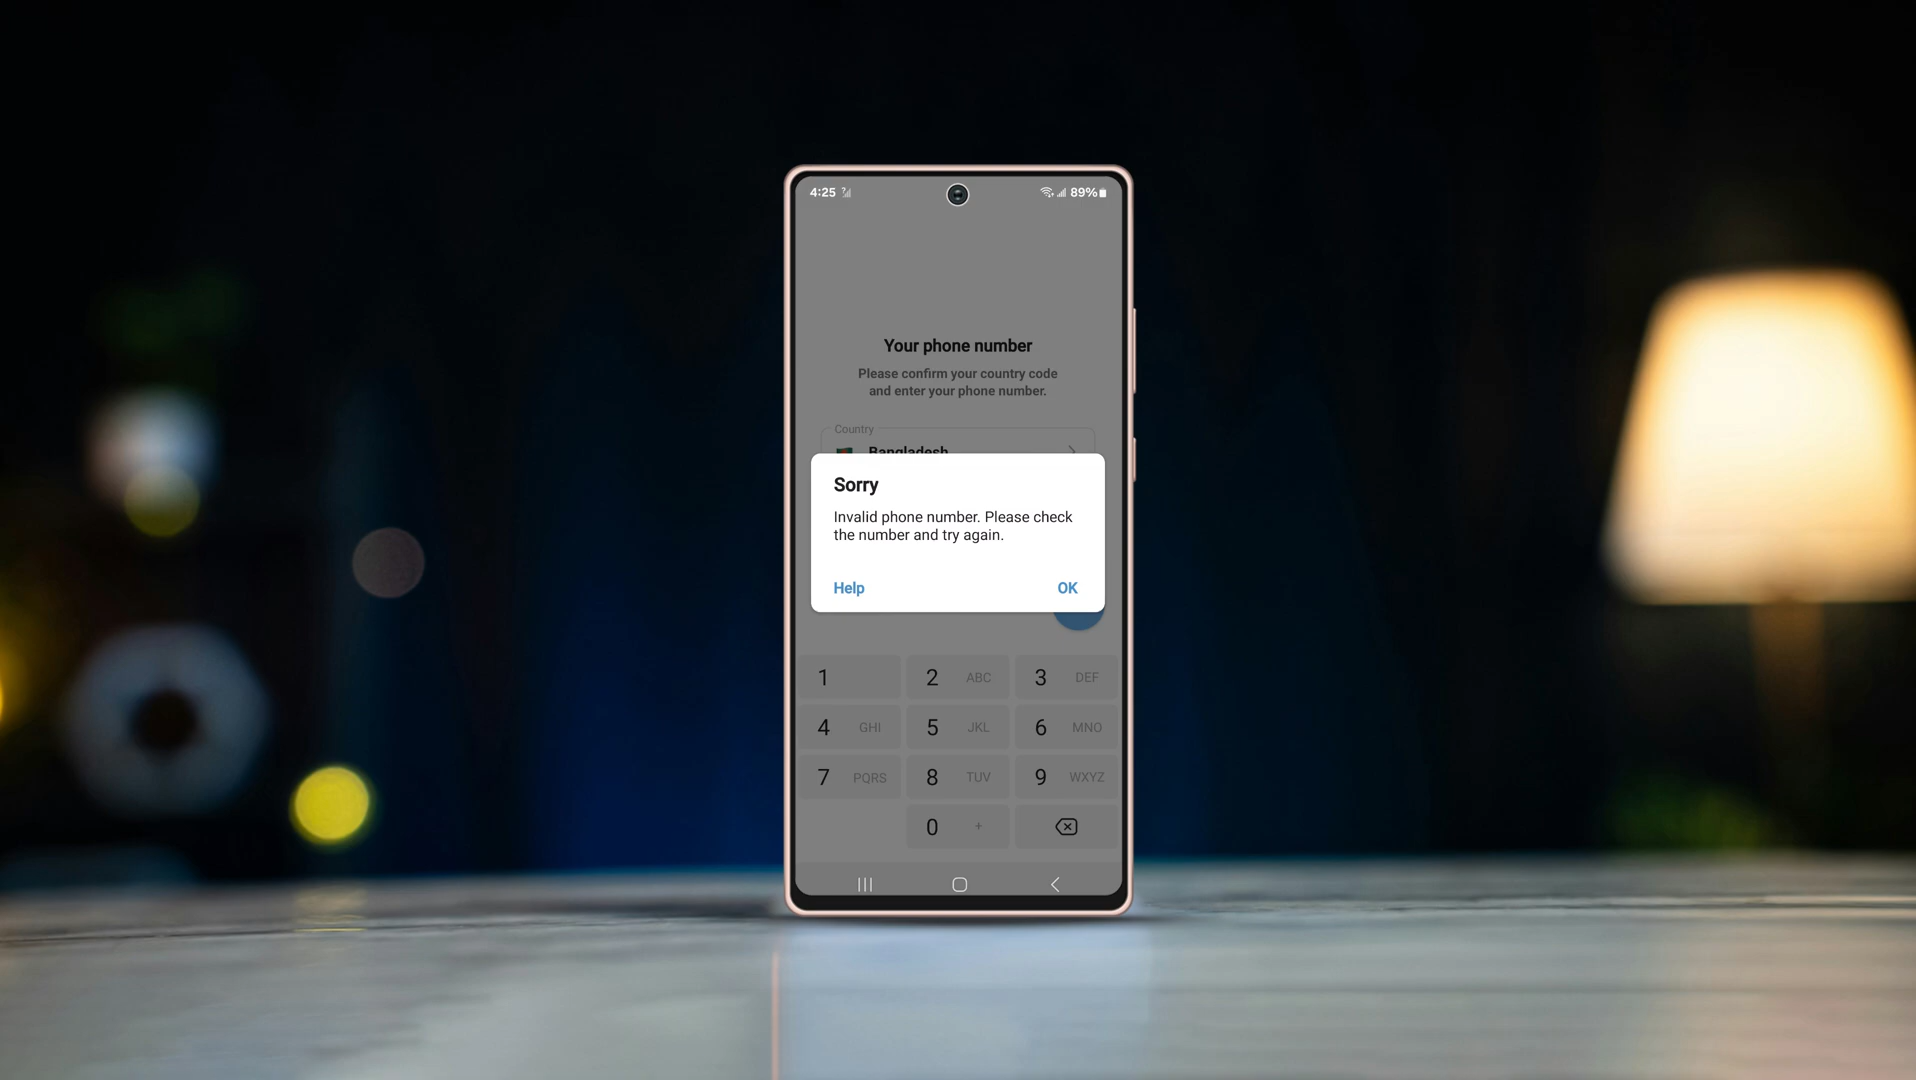 4:25
89%
Your phone number
Please confirm your country code
and enter your phone number.
Country
Bangladesh
Sorry
Invalid phone number. Please check
the number and try again.
Help OK
1 2 ABC 3 DEF
4 GHI 5 JKL 6 MNO
7 PQRS 8 TUV 9 WXYZ
0 +